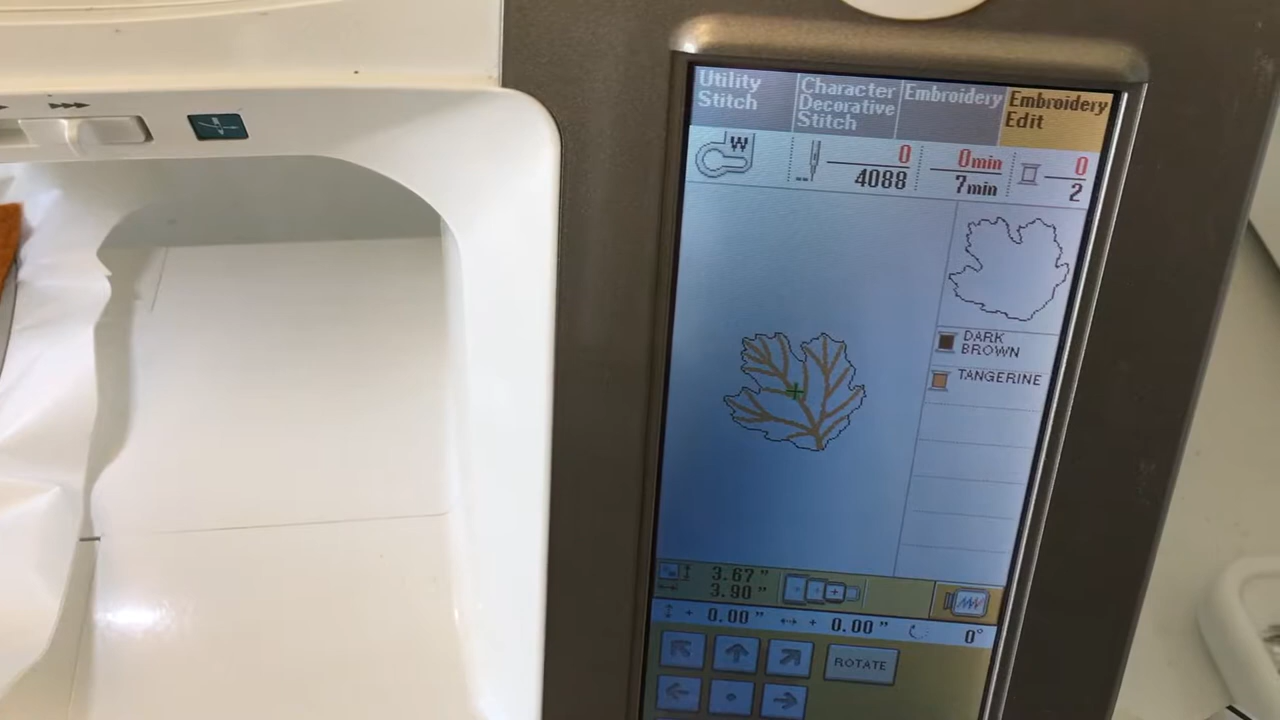 Utility
Stitch
Character
Decorative
Stitch
Embroidery
Embroidery
Edit
W
0
4088
0min
7min
0
2
DARK
BROWN
TANGERINE
3.67"
3.90"
+ 0.00"
+ 0.00"
0°
ROTATE